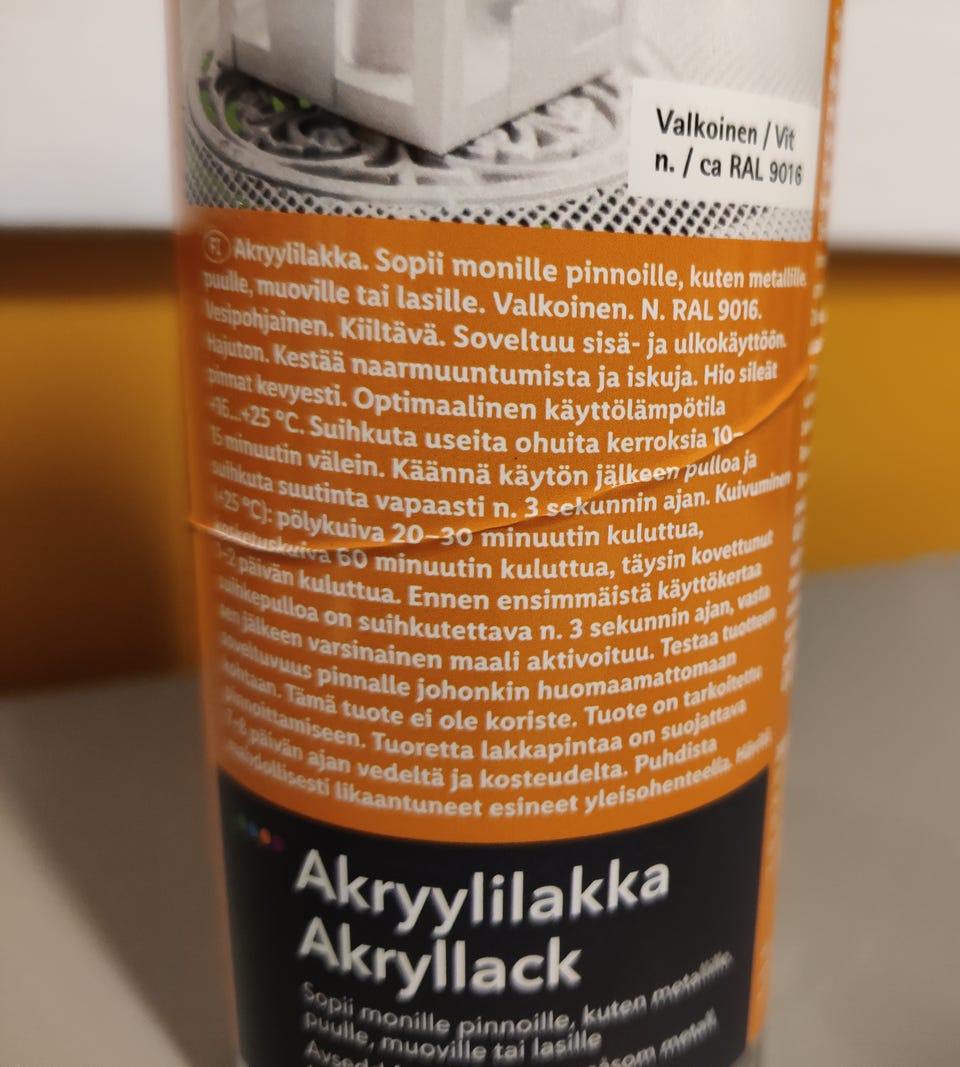 Valkoinen / Vit
n. / ca RAL 9016
FI Akryylilakka. Sopii monille pinnoille, kuten metallille,
puulle, muoville tai lasille. Valkoinen. N. RAL 9016.
Vesipohjainen. Kiiltävä. Soveltuu sisä- ja ulkokäyttöön.
Hajuton. Kestää naarmuuntumista ja iskuja. Hio sileät
pinnat kevyesti. Optimaalinen käyttölämpötila
+16...+25 °C. Suihkuta useita ohuita kerroksia 10–
15 minuutin välein. Käännä käytön jälkeen pulloa ja
suihkuta suutinta vapaasti n. 3 sekunnin ajan. Kuivuminen
(+25 °C): pölykuiva 20–30 minuutin kuluttua,
kosketuskuiva 60 minuutin kuluttua, täysin kovettunut
1–2 päivän kuluttua. Ennen ensimmäistä käyttökertaa
suihkepulloa on suihkutettava n. 3 sekunnin ajan, vasta
sen jälkeen varsinainen maali aktivoituu. Testaa tuotteen
soveltuvuus pinnalle johonkin huomaamattomaan
kohtaan. Tämä tuote ei ole koriste. Tuote on tarkoitettu
pinnoittamiseen. Tuoretta lakkapintaa on suojattava
7–8 päivän ajan vedeltä ja kosteudelta. Puhdista
mahdollisesti likaantuneet esineet yleisohenteella. Hävitä
Akryylilakka
Akryllack
Sopii monille pinnoille, kuten metallille,
puulle, muoville tai lasille
såsom metall